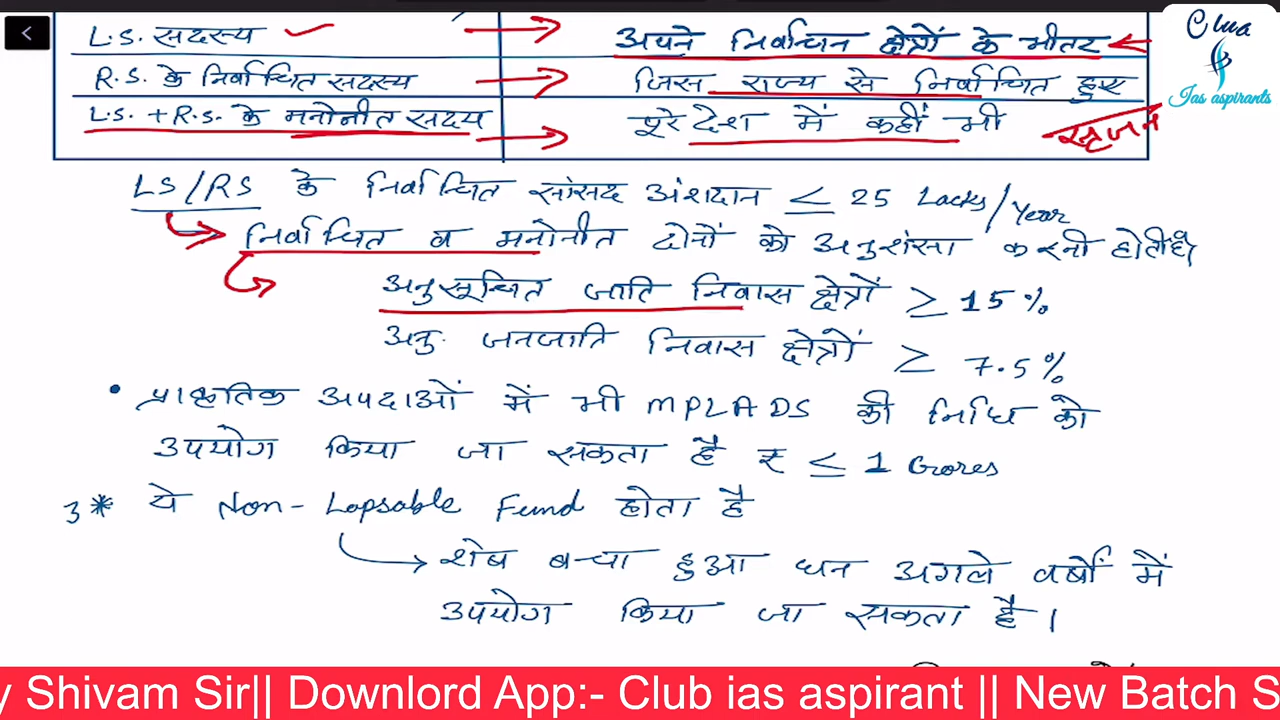 Clua
Ias aspirants
L.S. सदस्य → अपने निर्वाचन क्षेत्रों के भीतर ←
R.S. के निर्वाचित सदस्य → जिस राज्य से निर्वाचित हुए
L.S. + R.S. के मनोनीत सदस्य → पूरे देश में कहीं भी
LS/RS के निर्वाचित सांसद अंशदान ≤ 25 Lacks/Year
निर्वाचित व मनोनीत दोनों को अनुशंसा करनी होती है
अनुसूचित जाति निवास क्षेत्रों ≥ 15%
अनु. जनजाति निवास क्षेत्रों ≥ 7.5%
• प्राकृतिक अपदाओं में भी MPLADS की निधि को
उपयोग किया जा सकता है ₹ ≤ 1 Crores
3* ये Non-Lapsable Fund होता है
→ शेष बचा हुआ धन अगले वर्षों में
उपयोग किया जा सकता है।
y Shivam Sir|| Downlord App:- Club ias aspirant || New Batch S